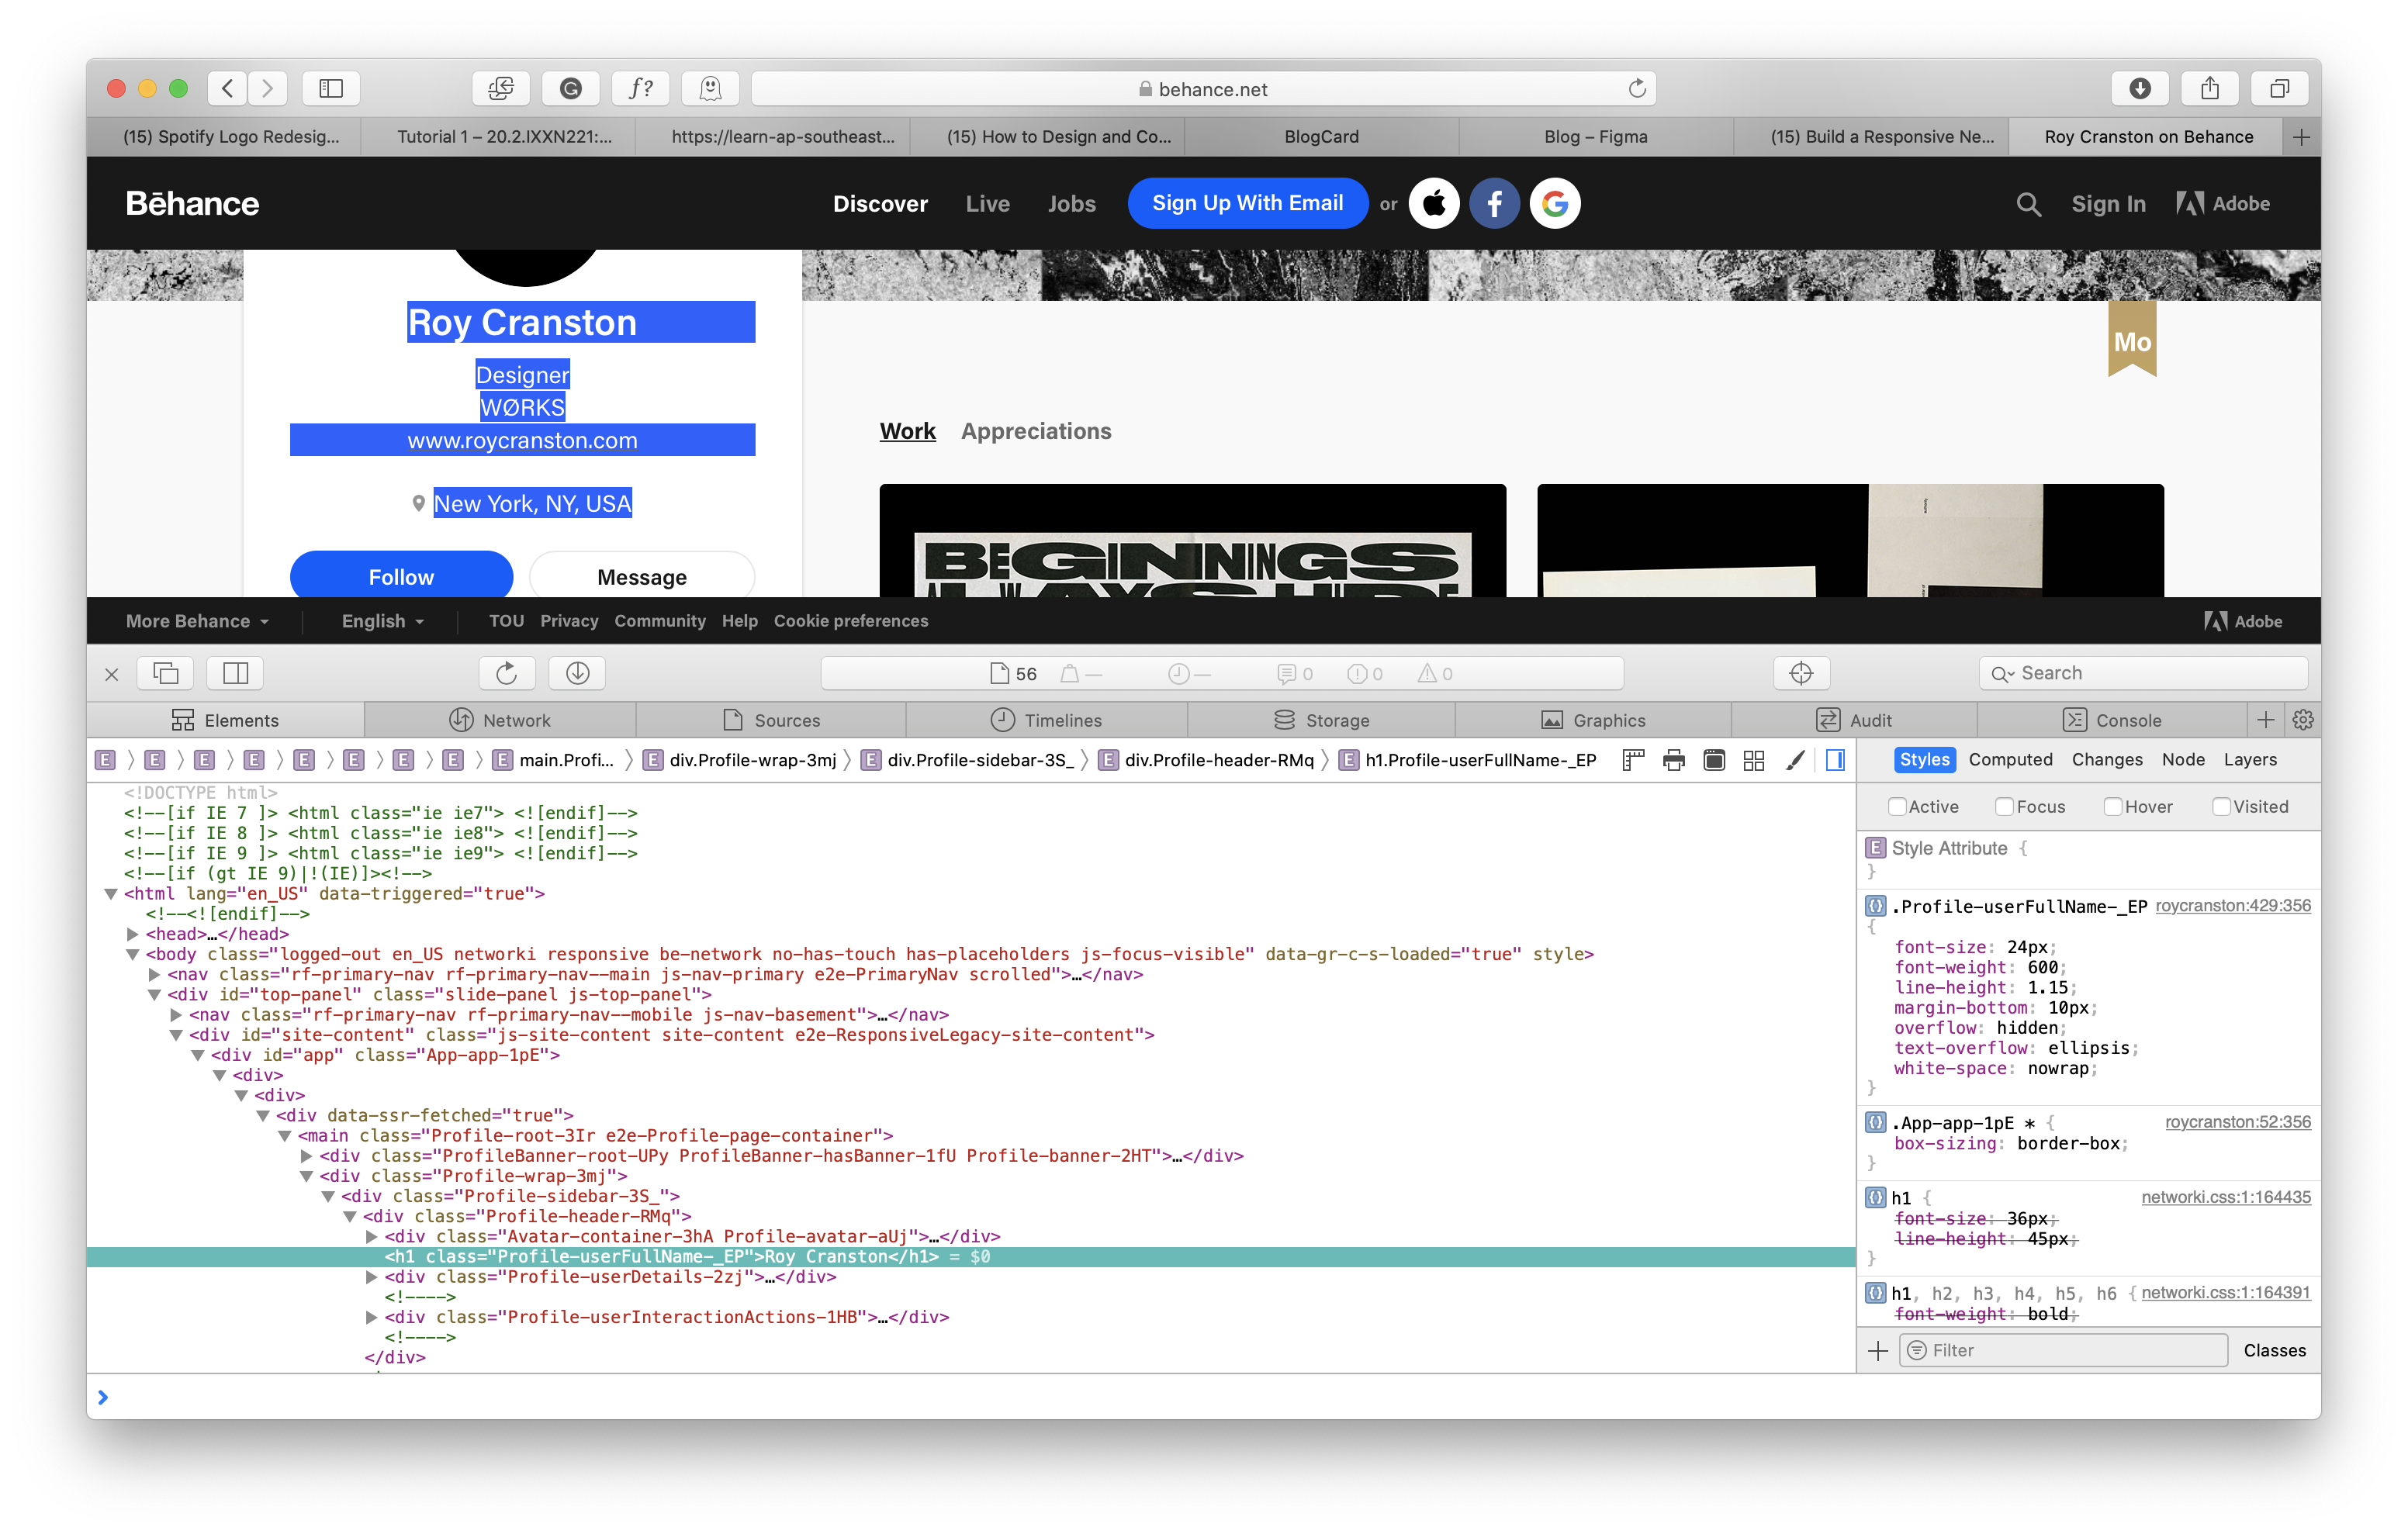 behance.net
(15) Spotify Logo Redesig...
Tutorial 1 – 20.2.IXXN221:...
https://learn-ap-southeast...
(15) How to Design and Co...
BlogCard
Blog – Figma
(15) Build a Responsive Ne...
Roy Cranston on Behance
Bēhance
Discover
Live
Jobs
Sign Up With Email
or
Sign In
Adobe
Roy Cranston
Designer
WØRKS
www.roycranston.com
New York, NY, USA
Follow
Message
Mo
Work
Appreciations
BEGINNINGS
More Behance
English
TOU
Privacy
Community
Help
Cookie preferences
Adobe
56
—
—
0
0
0
Search
Elements
Network
Sources
Timelines
Storage
Graphics
Audit
Console
E E E E E E E E E main.Profi... E div.Profile-wrap-3mj E div.Profile-sidebar-3S_ E div.Profile-header-RMq E h1.Profile-userFullName-_EP
Styles
Computed
Changes
Node
Layers
Active
Focus
Hover
Visited
<!DOCTYPE html>
<!--[if IE 7 ]> <html class="ie ie7"> <![endif]-->
<!--[if IE 8 ]> <html class="ie ie8"> <![endif]-->
<!--[if IE 9 ]> <html class="ie ie9"> <![endif]-->
<!--[if (gt IE 9)|!(IE)]><!-->
<html lang="en_US" data-triggered="true">
<!--<![endif]-->
<head>…</head>
<body class="logged-out en_US networki responsive be-network no-has-touch has-placeholders js-focus-visible" data-gr-c-s-loaded="true" style>
<nav class="rf-primary-nav rf-primary-nav--main js-nav-primary e2e-PrimaryNav scrolled">…</nav>
<div id="top-panel" class="slide-panel js-top-panel">
<nav class="rf-primary-nav rf-primary-nav--mobile js-nav-basement">…</nav>
<div id="site-content" class="js-site-content site-content e2e-ResponsiveLegacy-site-content">
<div id="app" class="App-app-1pE">
<div>
<div>
<div data-ssr-fetched="true">
<main class="Profile-root-3Ir e2e-Profile-page-container">
<div class="ProfileBanner-root-UPy ProfileBanner-hasBanner-1fU Profile-banner-2HT">…</div>
<div class="Profile-wrap-3mj">
<div class="Profile-sidebar-3S_">
<div class="Profile-header-RMq">
<div class="Avatar-container-3hA Profile-avatar-aUj">…</div>
<h1 class="Profile-userFullName-_EP">Roy Cranston</h1> = $0
<div class="Profile-userDetails-2zj">…</div>
<!---->
<div class="Profile-userInteractionActions-1HB">…</div>
<!---->
</div>
E Style Attribute {
}
.Profile-userFullName-_EP roycranston:429:356
{
font-size: 24px;
font-weight: 600;
line-height: 1.15;
margin-bottom: 10px;
overflow: hidden;
text-overflow: ellipsis;
white-space: nowrap;
}
.App-app-1pE * { roycranston:52:356
box-sizing: border-box;
}
h1 { networki.css:1:164435
font-size: 36px;
line-height: 45px;
}
h1, h2, h3, h4, h5, h6 { networki.css:1:164391
font-weight: bold;
Filter
Classes